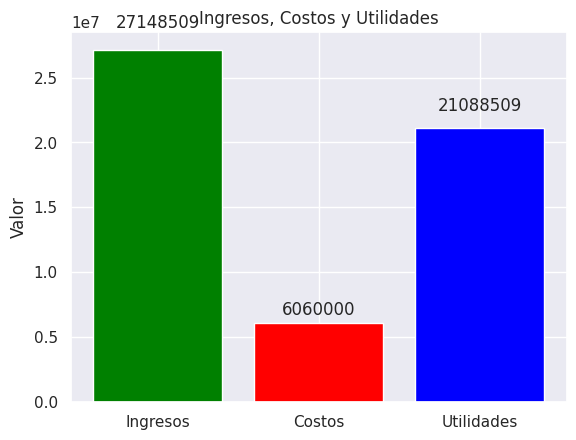 Ingresos, Costos y Utilidades
1e7
27148509
21088509
6060000
Valor
2.5
2.0
1.5
1.0
0.5
0.0
Ingresos
Costos
Utilidades